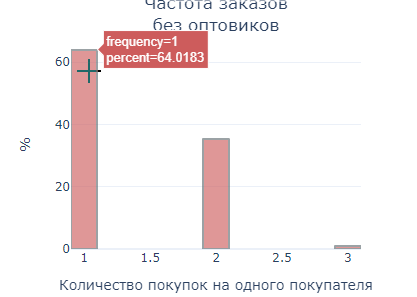 Частота заказов
без оптовиков
frequency=1
percent=64.0183
60
40
20
0
%
1
1.5
2
2.5
3
Количество покупок на одного покупателя